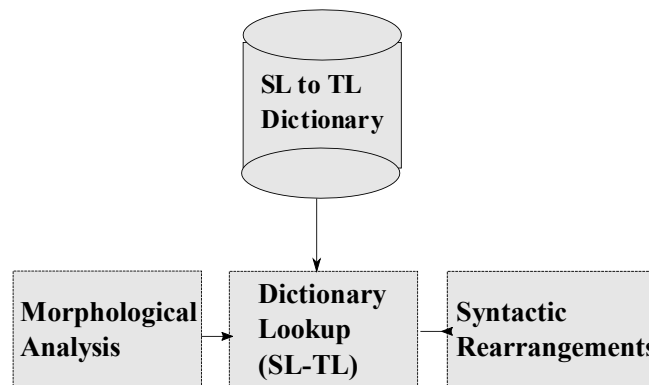 SL to TL
Dictionary
Morphological
Analysis
Dictionary
Lookup
(SL-TL)
Syntactic
Rearrangements